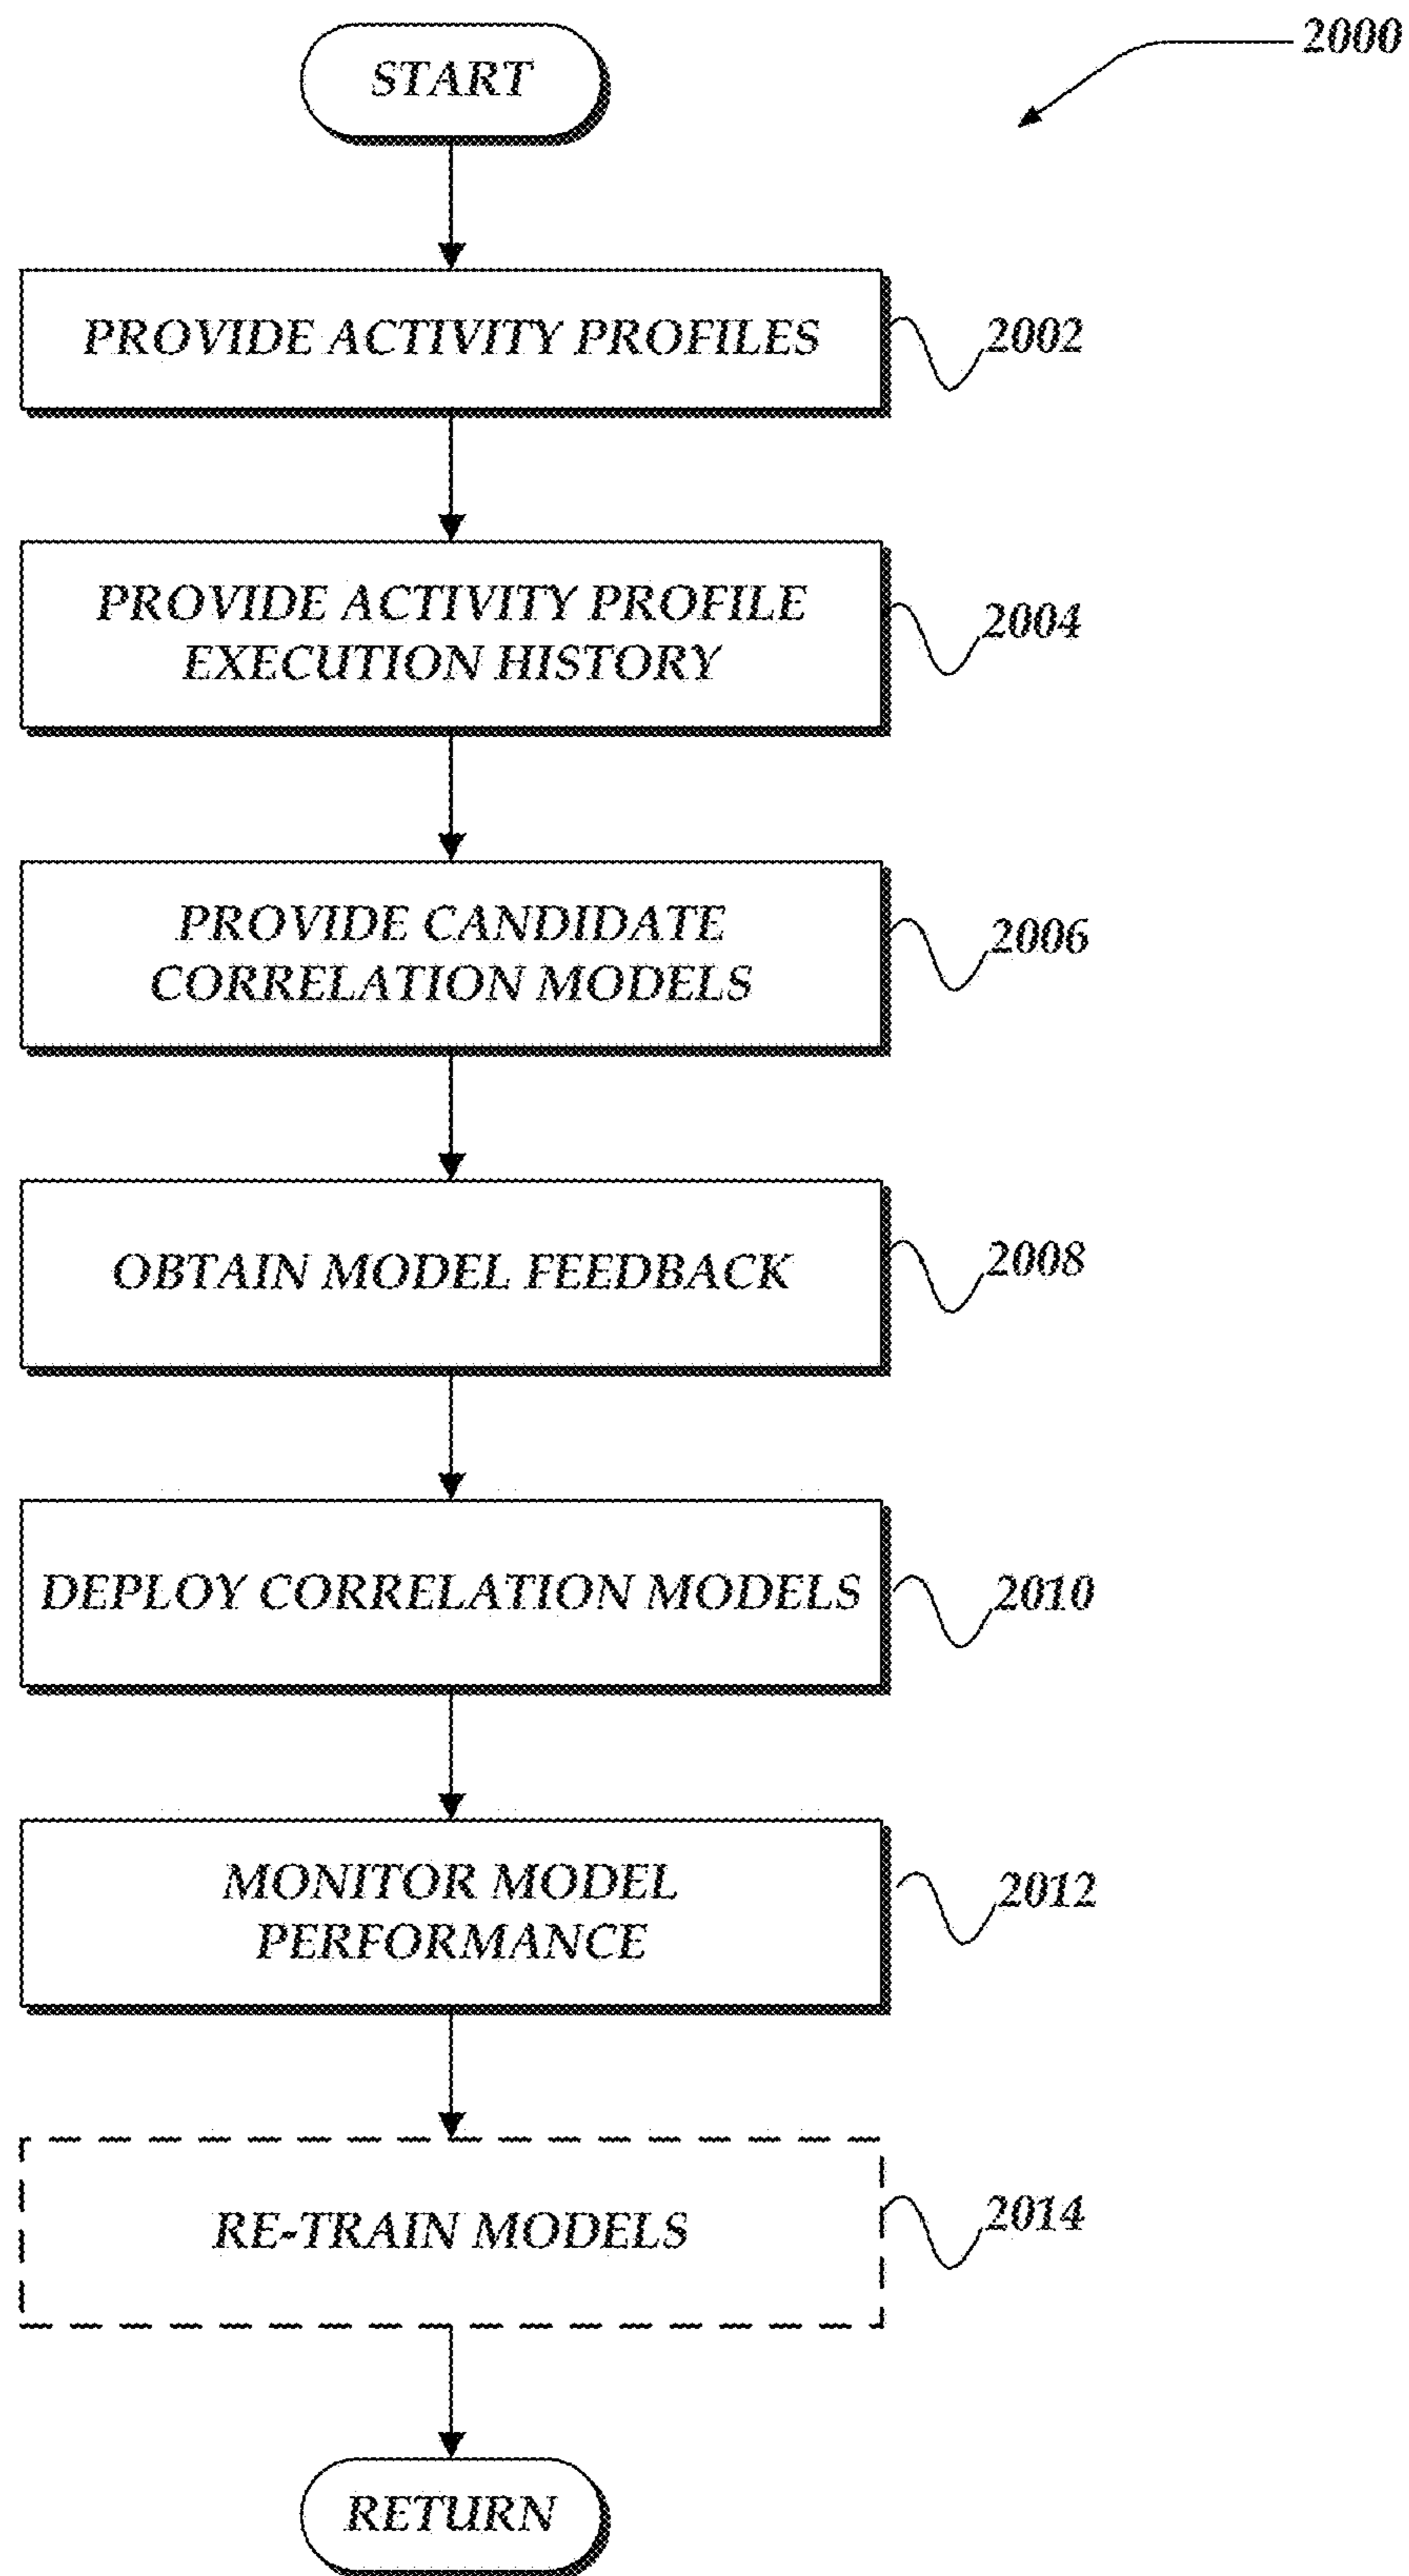 START
2000
PROVIDE ACTIVITY PROFILES
2002
PROVIDE ACTIVITY PROFILE
EXECUTION HISTORY
2004
PROVIDE CANDIDATE
CORRELATION MODELS
2006
OBTAIN MODEL FEEDBACK
2008
DEPLOY CORRELATION MODELS
2010
MONITOR MODEL
PERFORMANCE
2012
RE-TRAIN MODELS
2014
RETURN